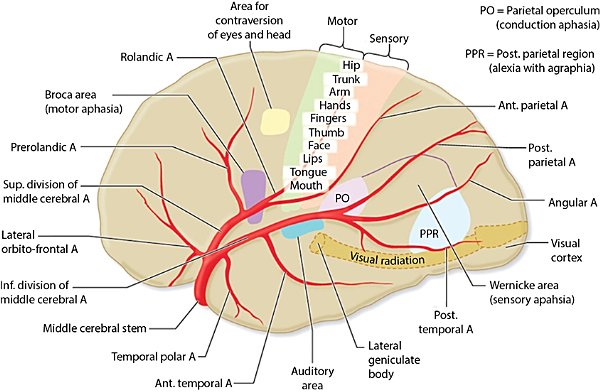 Area for
contraversion
of eyes and head
Motor
Sensory
PO = Parietal operculum
(conduction aphasia)
PPR = Post. parietal region
(alexia with agraphia)
Rolandic A
Broca area
(motor aphasia)
Prerolandic A
Sup. division of
middle cerebral A
Lateral
orbito-frontal A
Inf. division of
middle cerebral A
Middle cerebral stem
Temporal polar A
Ant. temporal A
Hip
Trunk
Arm
Hands
Fingers
Thumb
Face
Lips
Tongue
Mouth
PO
PPR
Visual radiation
Ant. parietal A
Post.
parietal A
Angular A
Visual
cortex
Wernicke area
(sensory apahsia)
Post.
temporal A
Lateral
geniculate
body
Auditory
area